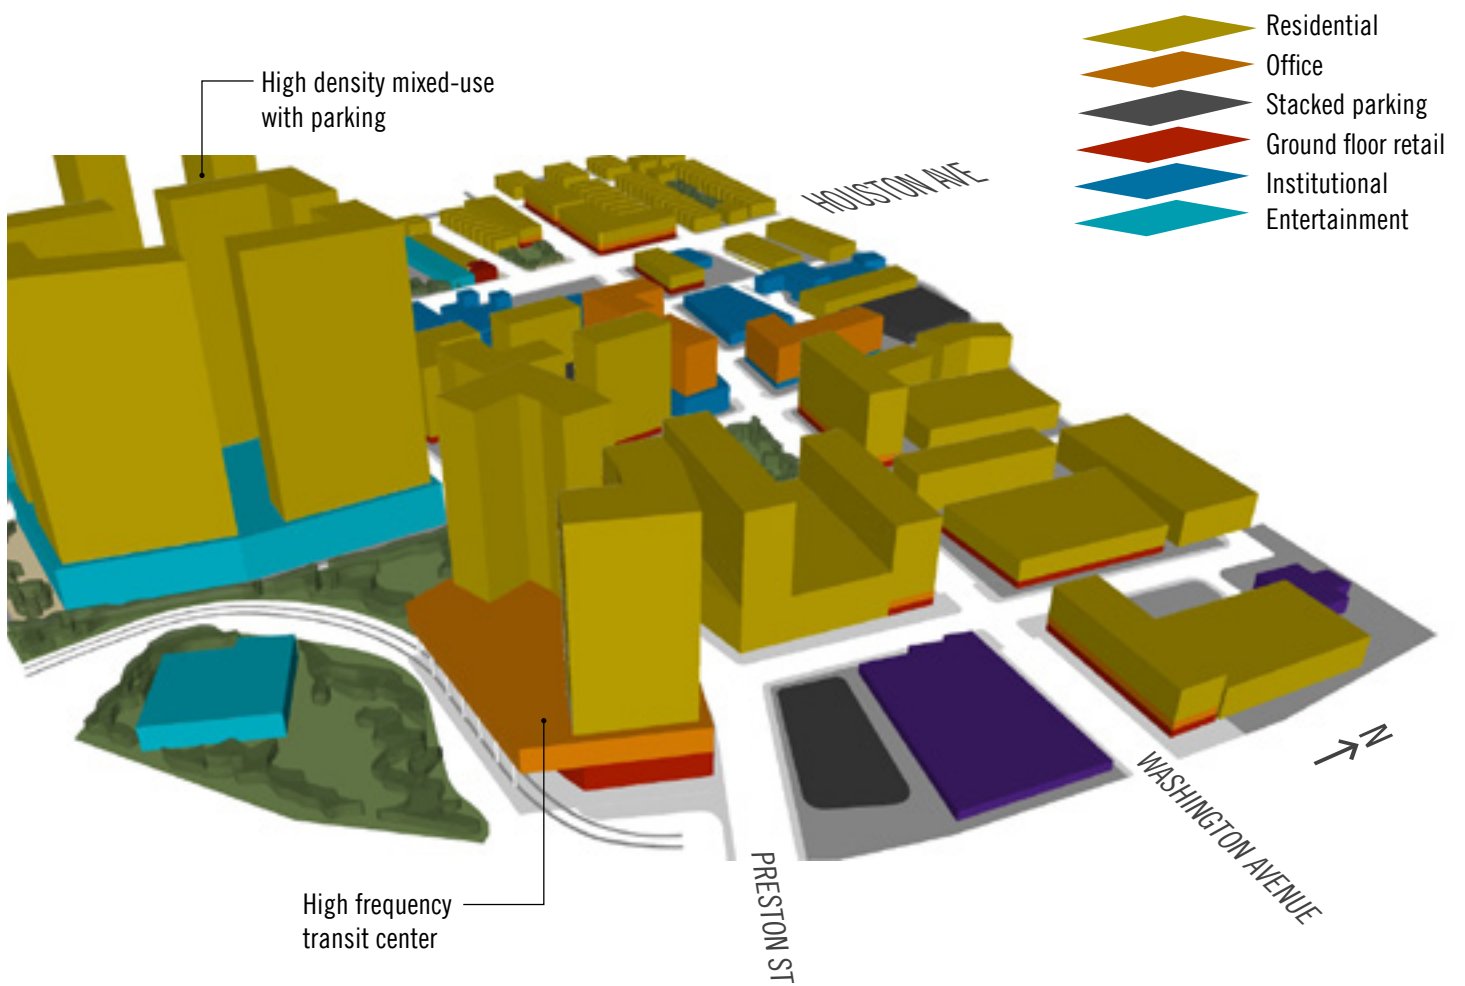 High density mixed-use
with parking
Residential
Office
Stacked parking
Ground floor retail
Institutional
Entertainment
HOUSTON AVE
N
WASHINGTON AVENUE
PRESTON ST
High frequency
transit center